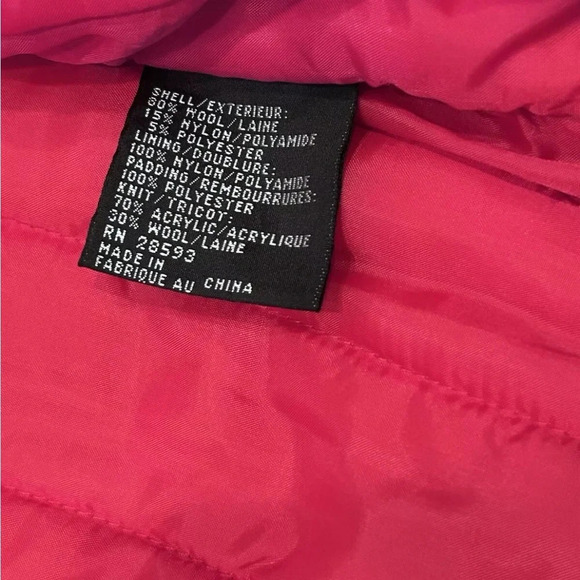 SHELL/EXTERIEUR:
80% WOOL/LAINE
15% NYLON/POLYAMIDE
5% POLYESTER
LINING/DOUBLURE:
100% NYLON/POLYAMIDE
PADDING/REMBOURRURES:
100% POLYESTER
KNIT/TRICOT:
70% ACRYLIC/ACRYLIQUE
30% WOOL/LAINE
RN 28593
MADE IN
FABRIQUE AU CHINA